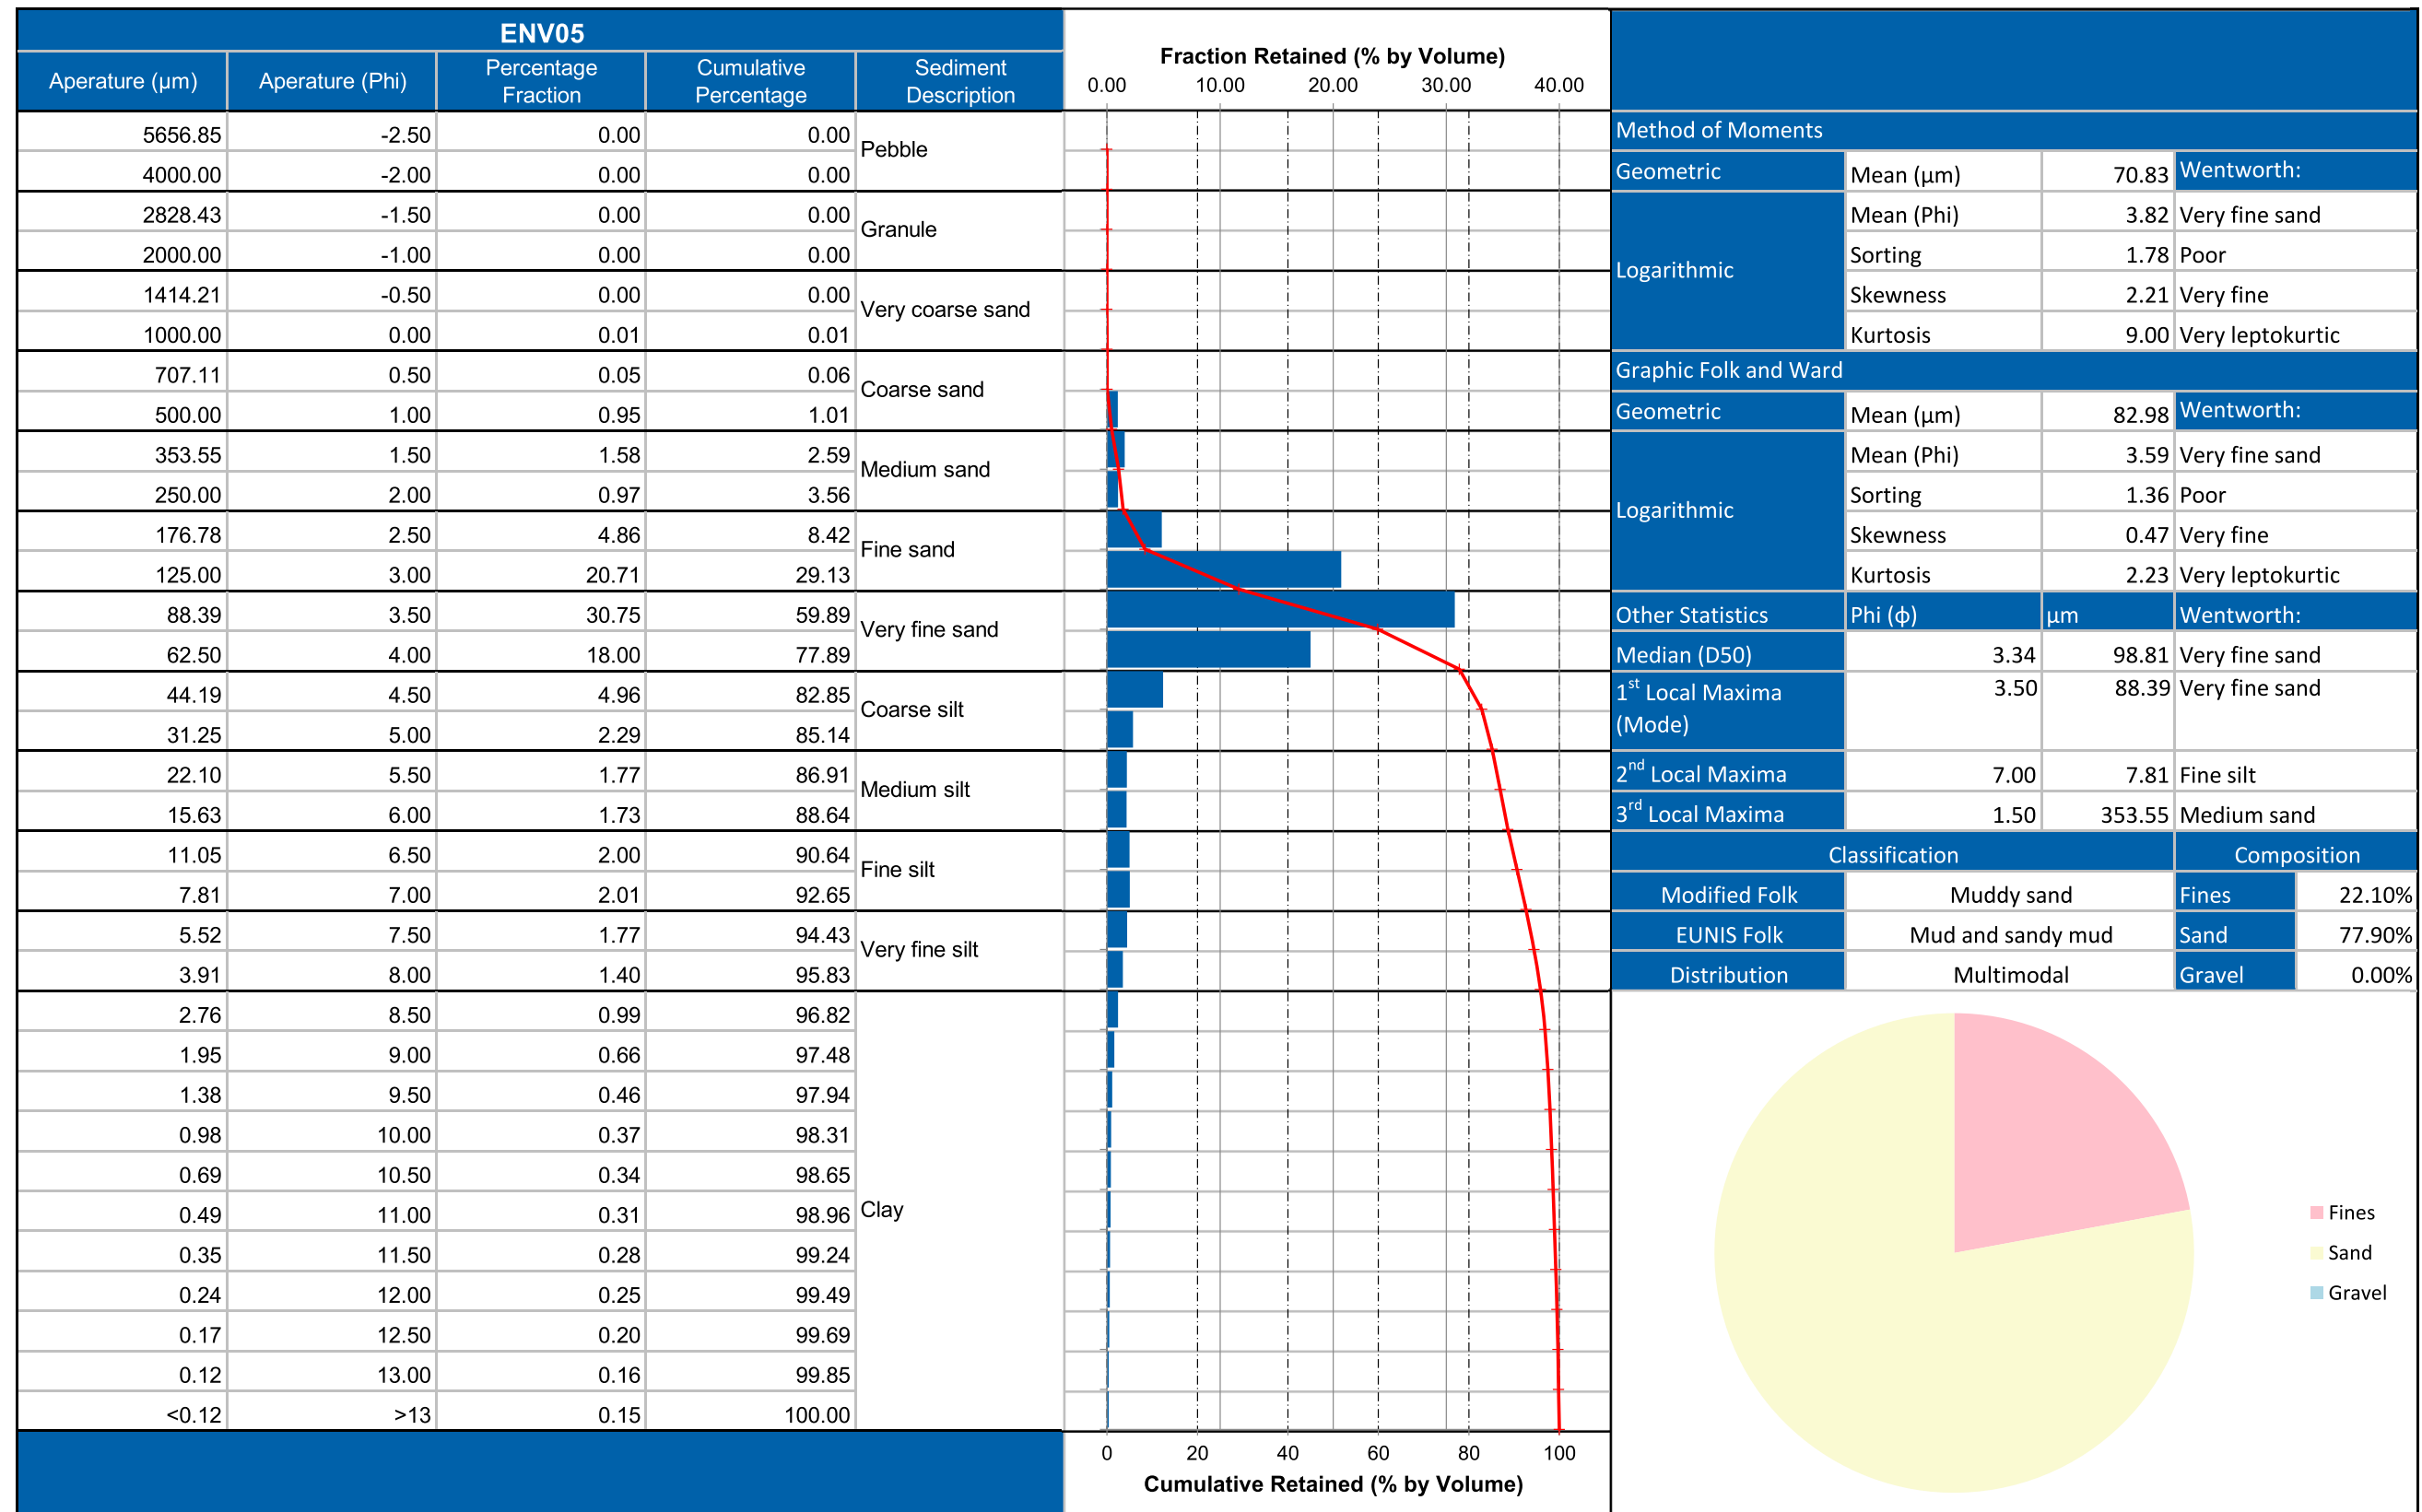 ENV05
Aperature (µm) Aperature (Phi) Percentage Fraction Cumulative Percentage Sediment Description
5656.85 -2.50 0.00 0.00 Pebble
4000.00 -2.00 0.00 0.00
2828.43 -1.50 0.00 0.00 Granule
2000.00 -1.00 0.00 0.00
1414.21 -0.50 0.00 0.00 Very coarse sand
1000.00 0.00 0.01 0.01
707.11 0.50 0.05 0.06 Coarse sand
500.00 1.00 0.95 1.01
353.55 1.50 1.58 2.59 Medium sand
250.00 2.00 0.97 3.56
176.78 2.50 4.86 8.42 Fine sand
125.00 3.00 20.71 29.13
88.39 3.50 30.75 59.89 Very fine sand
62.50 4.00 18.00 77.89
44.19 4.50 4.96 82.85 Coarse silt
31.25 5.00 2.29 85.14
22.10 5.50 1.77 86.91 Medium silt
15.63 6.00 1.73 88.64
11.05 6.50 2.00 90.64 Fine silt
7.81 7.00 2.01 92.65
5.52 7.50 1.77 94.43 Very fine silt
3.91 8.00 1.40 95.83
2.76 8.50 0.99 96.82
1.95 9.00 0.66 97.48
1.38 9.50 0.46 97.94
0.98 10.00 0.37 98.31
0.69 10.50 0.34 98.65
0.49 11.00 0.31 98.96 Clay
0.35 11.50 0.28 99.24
0.24 12.00 0.25 99.49
0.17 12.50 0.20 99.69
0.12 13.00 0.16 99.85
<0.12 >13 0.15 100.00
Fraction Retained (% by Volume)
0.00 10.00 20.00 30.00 40.00
0 20 40 60 80 100
Cumulative Retained (% by Volume)
Method of Moments
Geometric Mean (µm) 70.83 Wentworth:
Logarithmic
Mean (Phi) 3.82 Very fine sand
Sorting 1.78 Poor
Skewness 2.21 Very fine
Kurtosis 9.00 Very leptokurtic
Graphic Folk and Ward
Geometric Mean (µm) 82.98 Wentworth:
Logarithmic
Mean (Phi) 3.59 Very fine sand
Sorting 1.36 Poor
Skewness 0.47 Very fine
Kurtosis 2.23 Very leptokurtic
Other Statistics Phi (ϕ) µm Wentworth:
Median (D50) 3.34 98.81 Very fine sand
1st Local Maxima (Mode) 3.50 88.39 Very fine sand
2nd Local Maxima 7.00 7.81 Fine silt
3rd Local Maxima 1.50 353.55 Medium sand
Classification Composition
Modified Folk Muddy sand Fines 22.10%
EUNIS Folk Mud and sandy mud Sand 77.90%
Distribution Multimodal Gravel 0.00%
Fines
Sand
Gravel